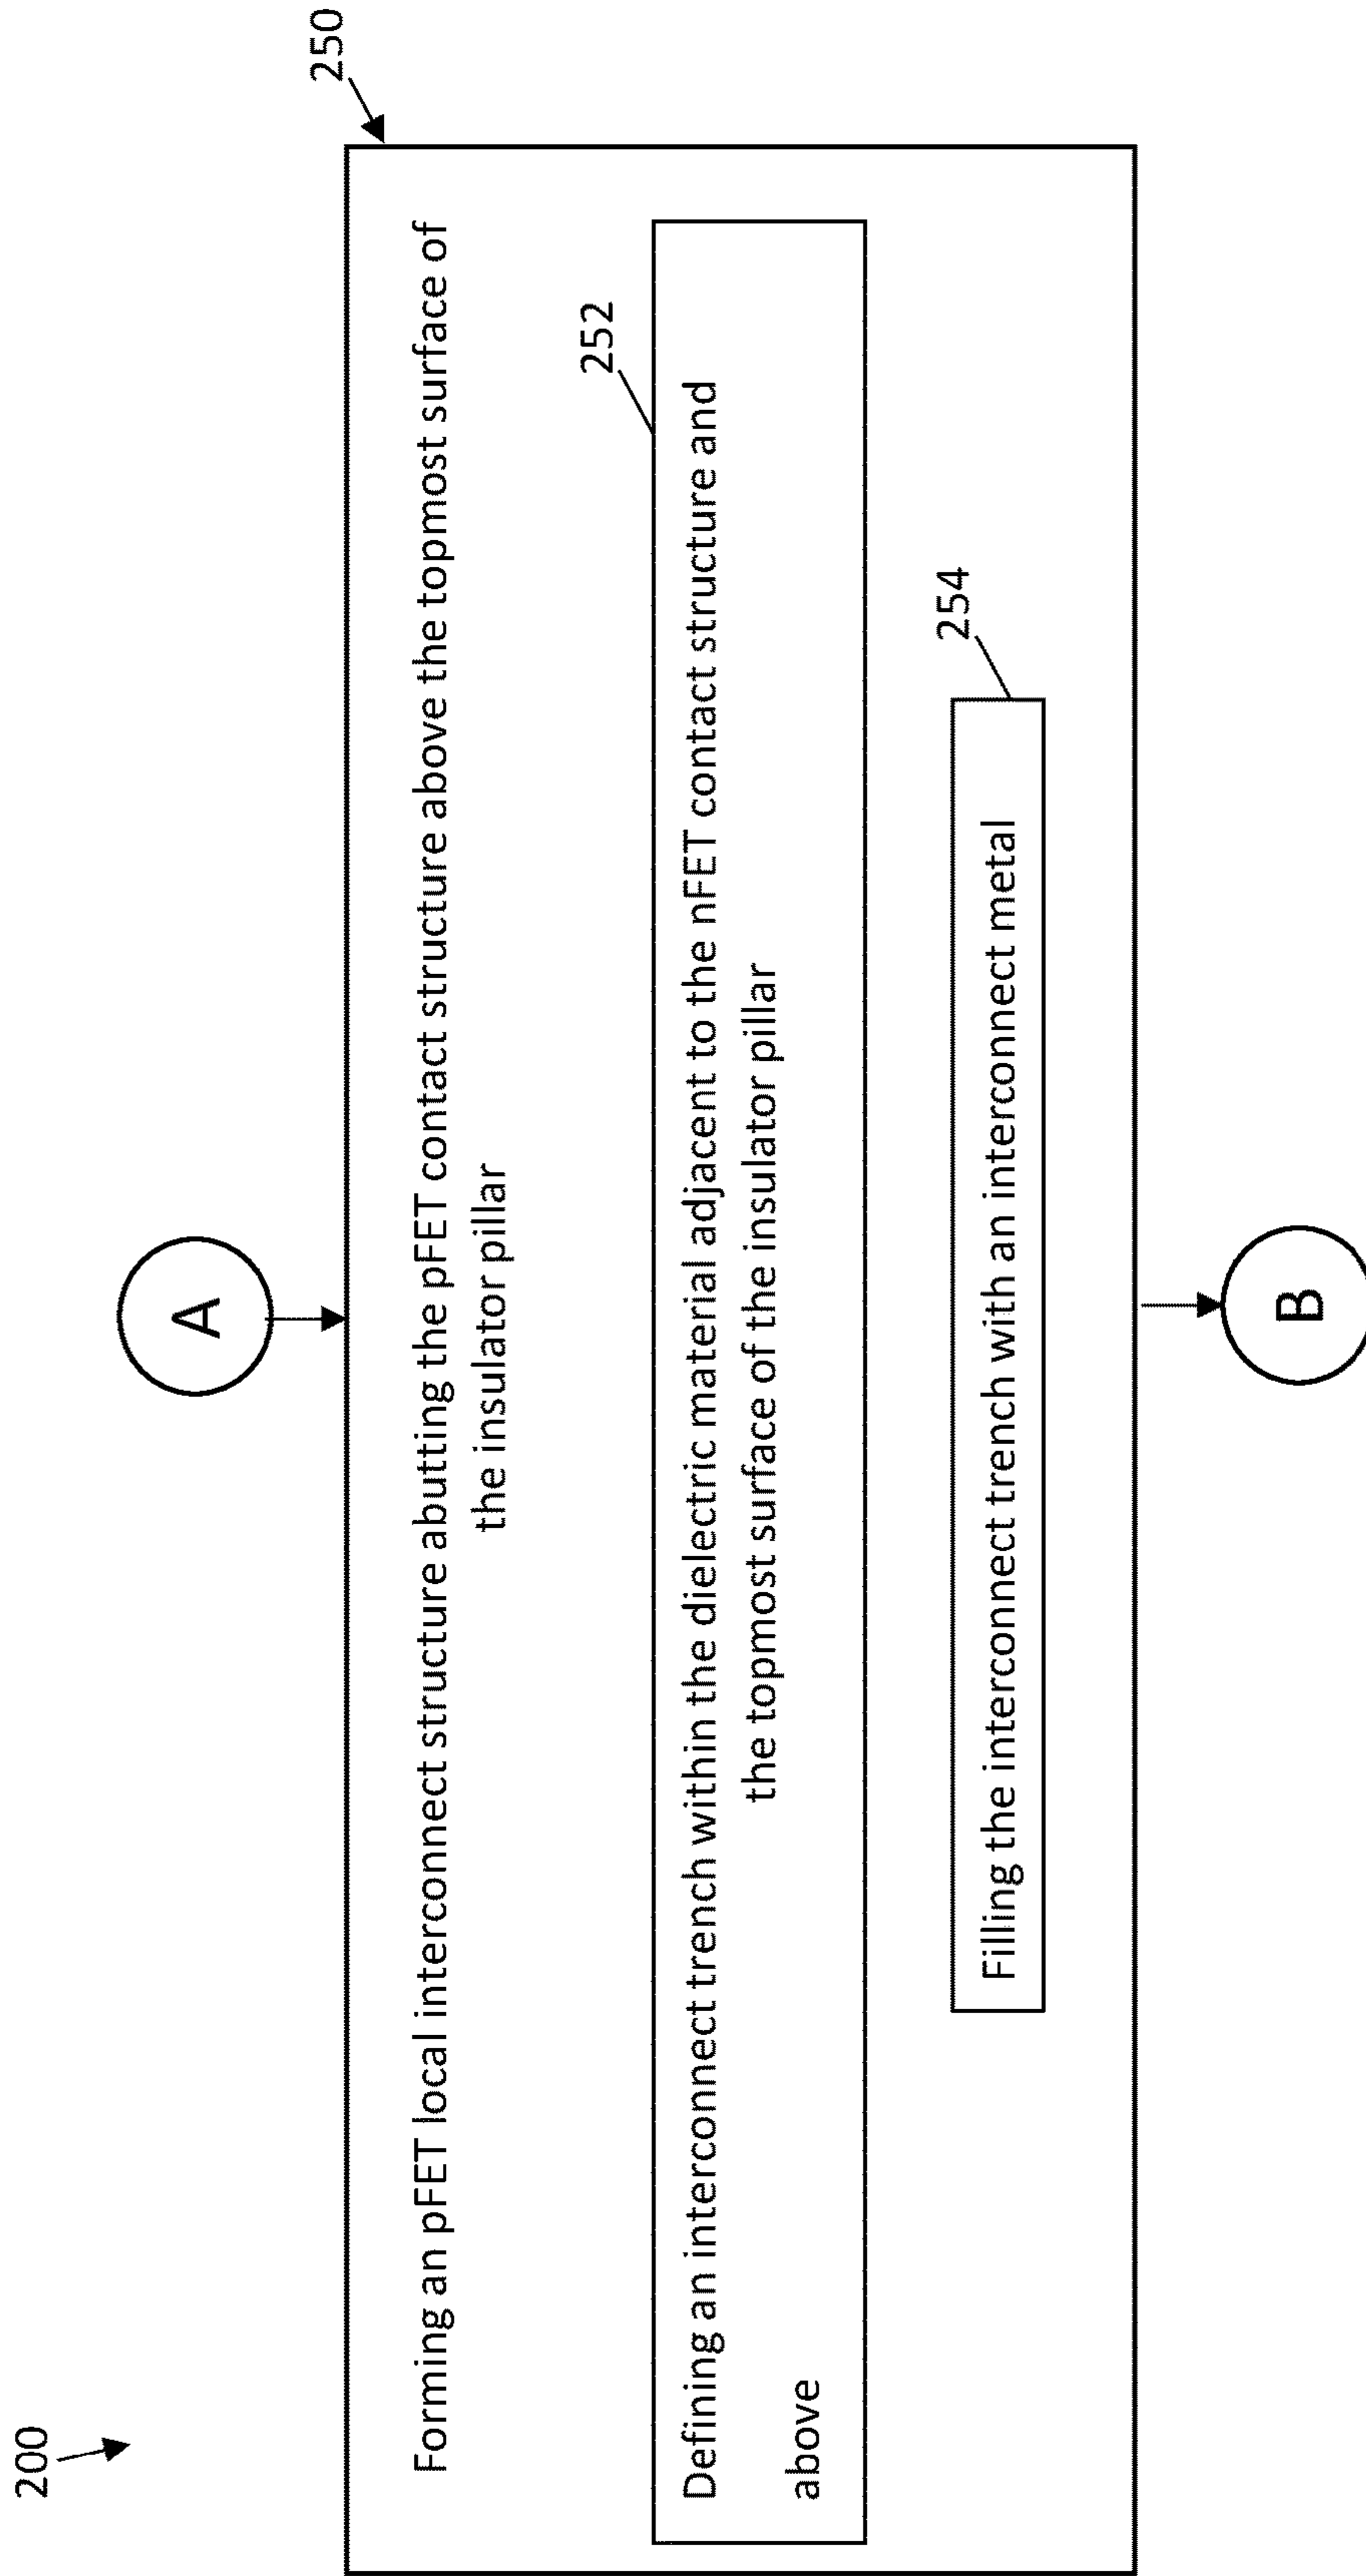 200
A
250
Forming an pFET local interconnect structure abutting the pFET contact structure above the topmost surface of
the insulator pillar
252
Defining an interconnect trench within the dielectric material adjacent to the nFET contact structure and
the topmost surface of the insulator pillar
above
254
Filling the interconnect trench with an interconnect metal
B